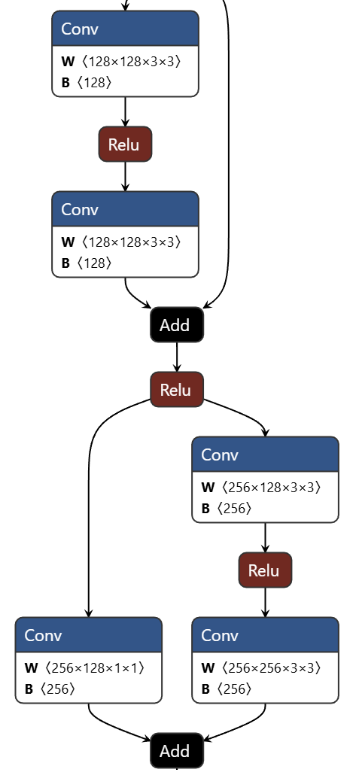 Conv
W〈128×128×3×3〉
B〈128〉
Relu
Conv
W〈128×128×3×3〉
B〈128〉
Add
Relu
Conv
W〈256×128×3×3〉
B〈256〉
Relu
Conv
W〈256×128×1×1〉
B〈256〉
Conv
W〈256×256×3×3〉
B〈256〉
Add